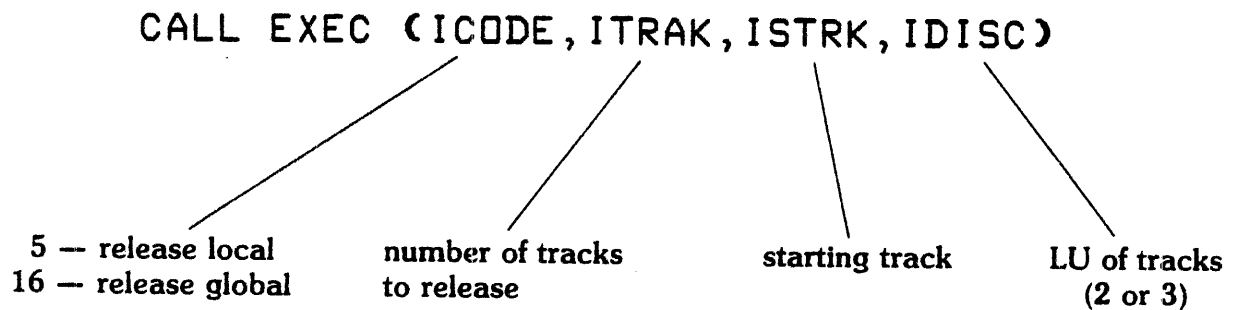 CALL EXEC (ICODE,ITRAK,ISTRK,IDISC)
5 — release local
16 — release global
number of tracks
to release
starting track
LU of tracks
(2 or 3)